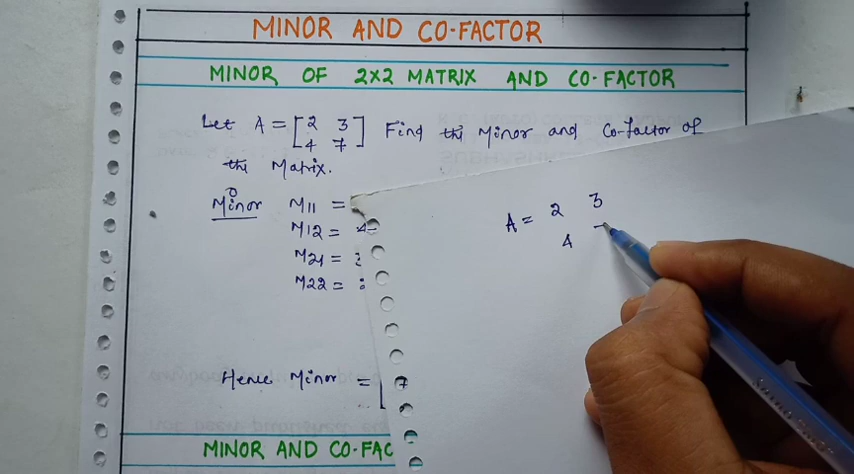 MINOR AND CO-FACTOR
MINOR OF 2X2 MATRIX AND CO-FACTOR
Let A = [2 3
4 7] Find the Minor and Co-factor of
the Matrix.
Minor M11 =
M12 = 4
M21 =
M22 =
Hence Minor = [7
MINOR AND CO-FAC
A = 2 3
4